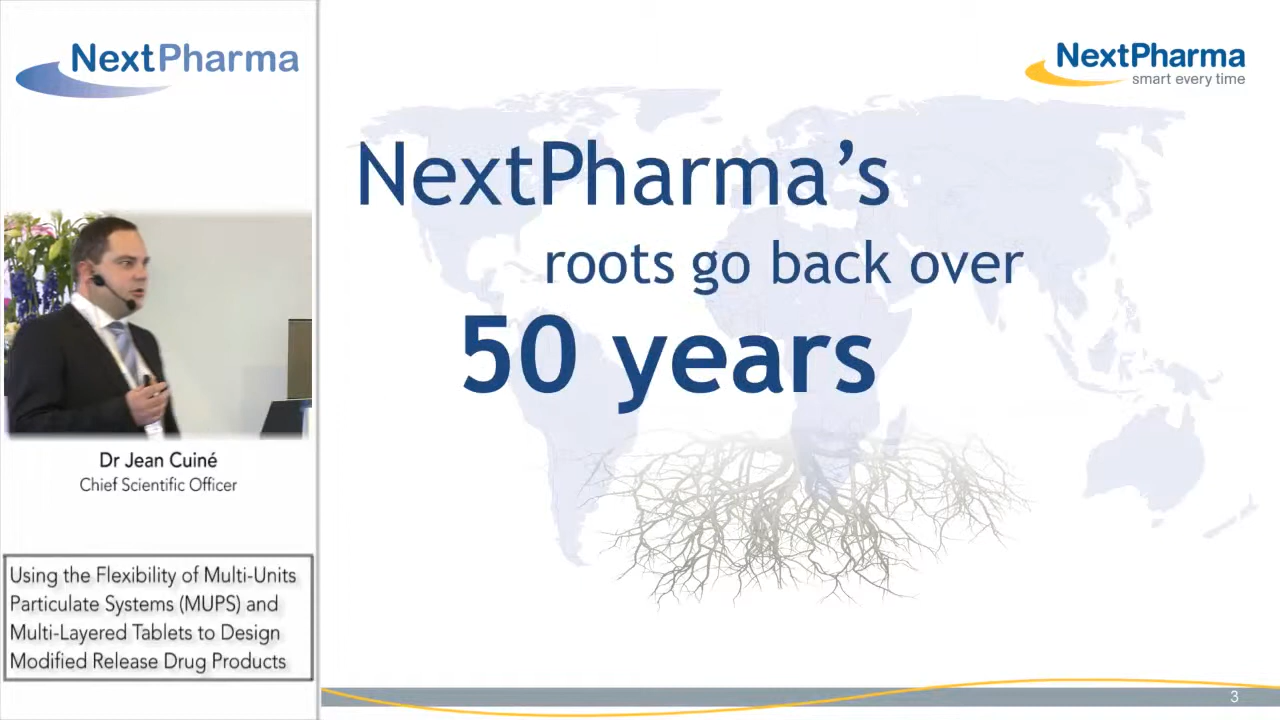 NextPharma
Dr Jean Cuiné
Chief Scientific Officer
Using the Flexibility of Multi-Units
Particulate Systems (MUPS) and
Multi-Layered Tablets to Design
Modified Release Drug Products
NextPharma
smart every time
NextPharma’s
roots go back over
50 years
3